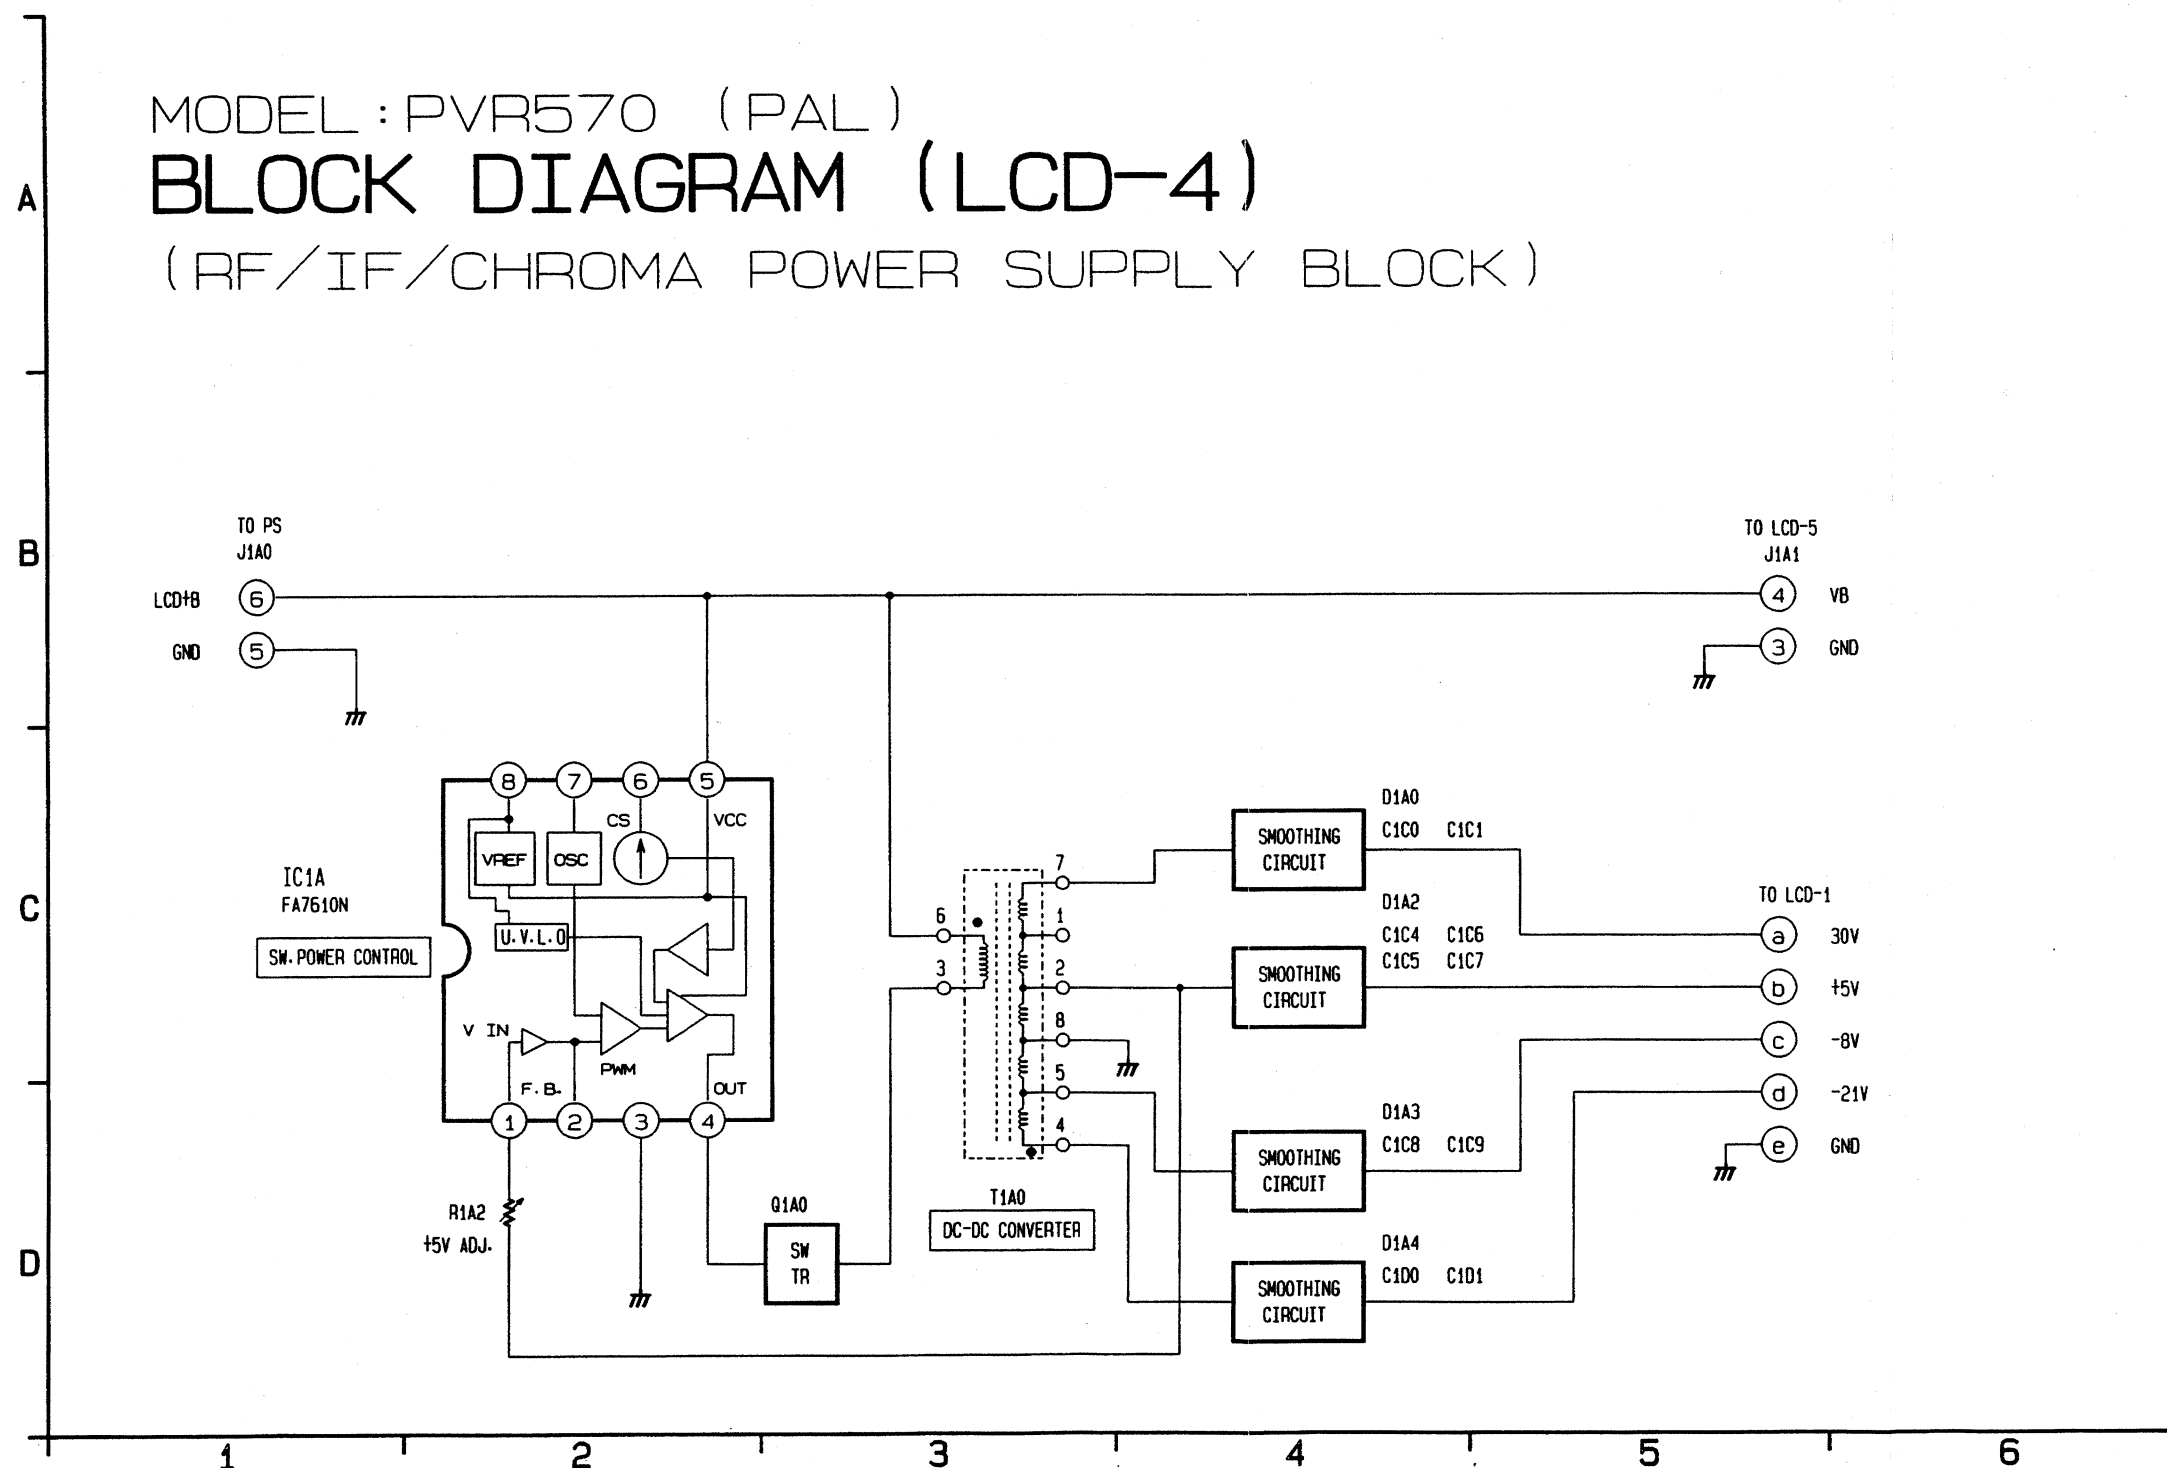 MODEL:PVR570 (PAL)
BLOCK DIAGRAM (LCD-4)
(RF/IF/CHROMA POWER SUPPLY BLOCK)
A
B
C
D
TO PS
J1A0
LCD+B 6
GND 5
TO LCD-5
J1A1
4 VB
3 GND
8 7 6 5
CS VCC
VREF OSC
U.V.L.O
IC1A
FA7610N
SW.POWER CONTROL
V IN
PWM
F.B. OUT
1 2 3 4
R1A2
+5V ADJ.
Q1A0
SW
TR
6
3
7
1
2
8
5
4
T1A0
DC-DC CONVERTER
SMOOTHING
CIRCUIT
D1A0
C1C0 C1C1
D1A2
C1C4 C1C6
C1C5 C1C7
SMOOTHING
CIRCUIT
D1A3
C1C8 C1C9
SMOOTHING
CIRCUIT
D1A4
C1D0 C1D1
SMOOTHING
CIRCUIT
TO LCD-1
a 30V
b +5V
c -8V
d -21V
e GND
1 2 3 4 5 6